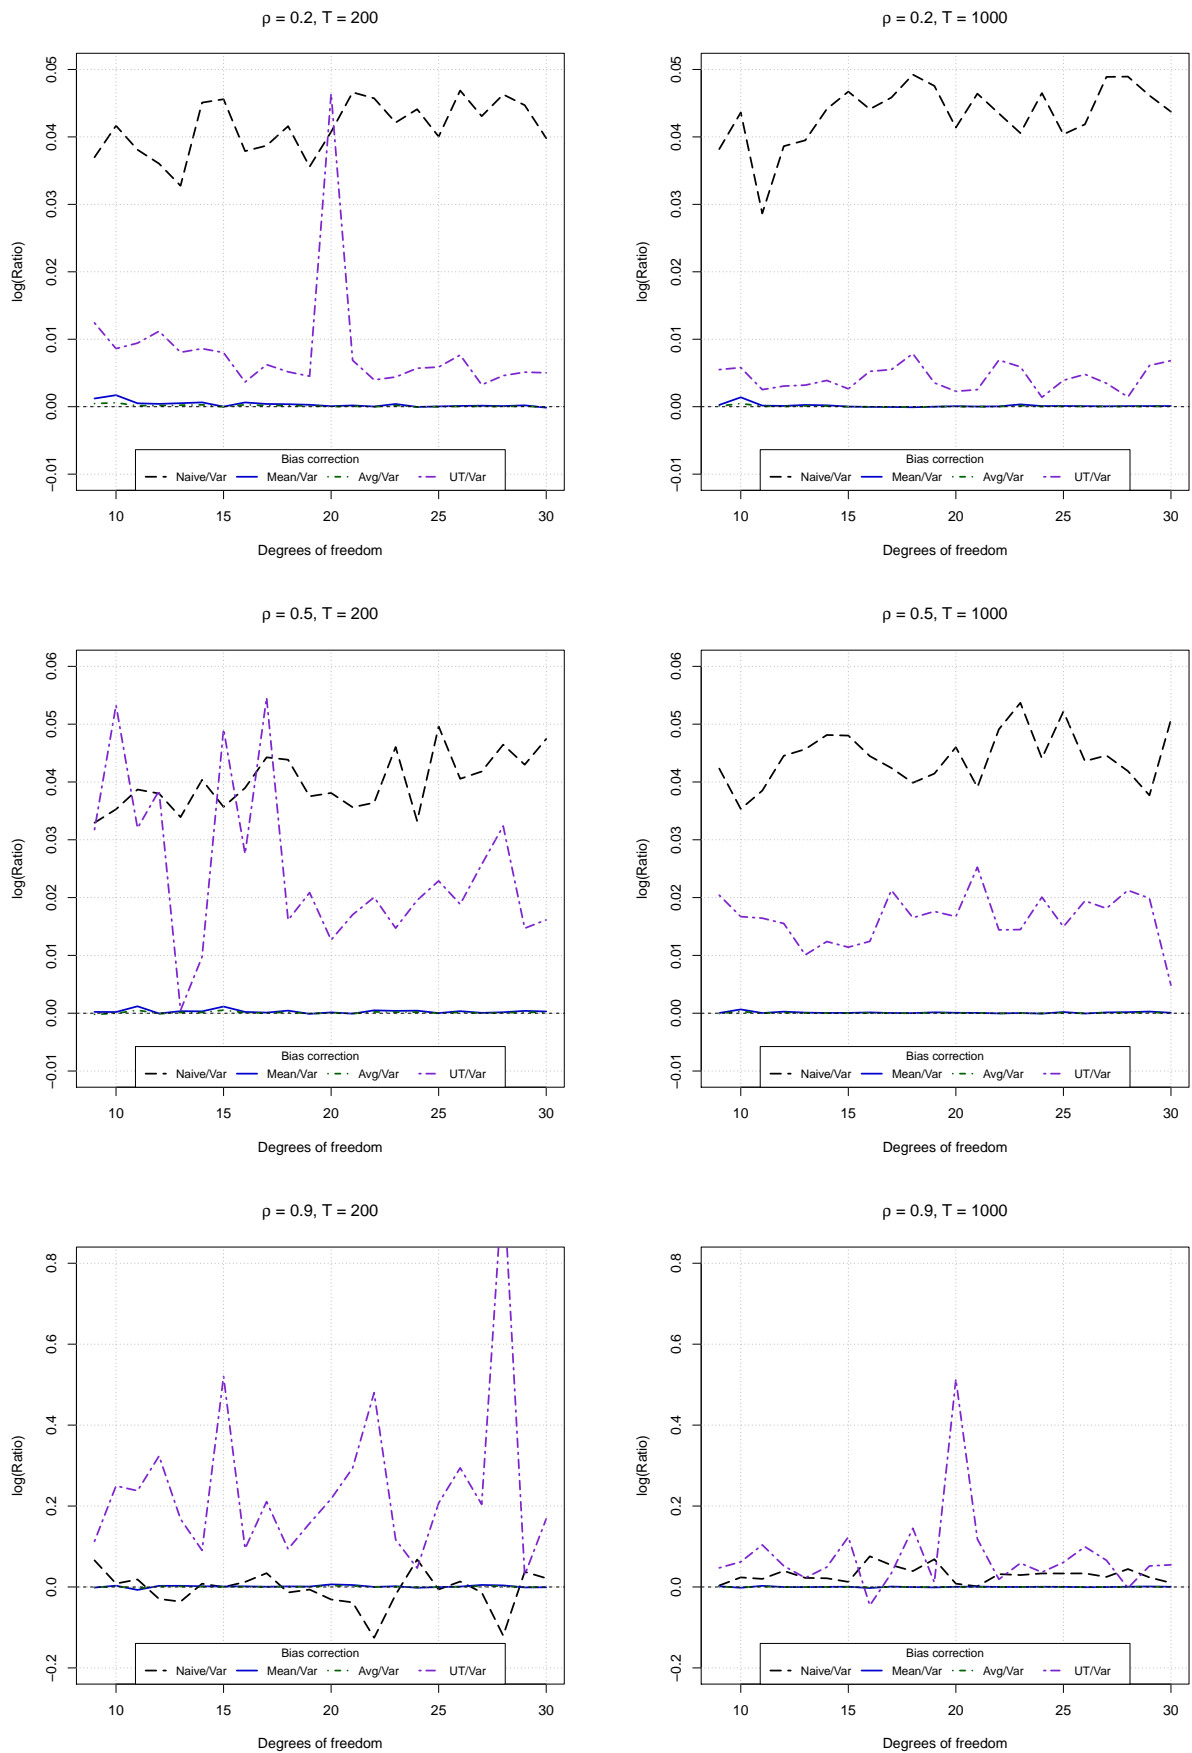 ρ = 0.2, T = 200
log(Ratio)
0.05
0.04
0.03
0.02
0.01
0.00
−0.01
Bias correction
Naive/Var Mean/Var Avg/Var UT/Var
10 15 20 25 30
Degrees of freedom
ρ = 0.2, T = 1000
log(Ratio)
0.05
0.04
0.03
0.02
0.01
0.00
−0.01
Bias correction
Naive/Var Mean/Var Avg/Var UT/Var
10 15 20 25 30
Degrees of freedom
ρ = 0.5, T = 200
log(Ratio)
0.06
0.05
0.04
0.03
0.02
0.01
0.00
−0.01
Bias correction
Naive/Var Mean/Var Avg/Var UT/Var
10 15 20 25 30
Degrees of freedom
ρ = 0.5, T = 1000
log(Ratio)
0.06
0.05
0.04
0.03
0.02
0.01
0.00
−0.01
Bias correction
Naive/Var Mean/Var Avg/Var UT/Var
10 15 20 25 30
Degrees of freedom
ρ = 0.9, T = 200
log(Ratio)
0.8
0.6
0.4
0.2
0.0
−0.2
Bias correction
Naive/Var Mean/Var Avg/Var UT/Var
10 15 20 25 30
Degrees of freedom
ρ = 0.9, T = 1000
log(Ratio)
0.8
0.6
0.4
0.2
0.0
−0.2
Bias correction
Naive/Var Mean/Var Avg/Var UT/Var
10 15 20 25 30
Degrees of freedom